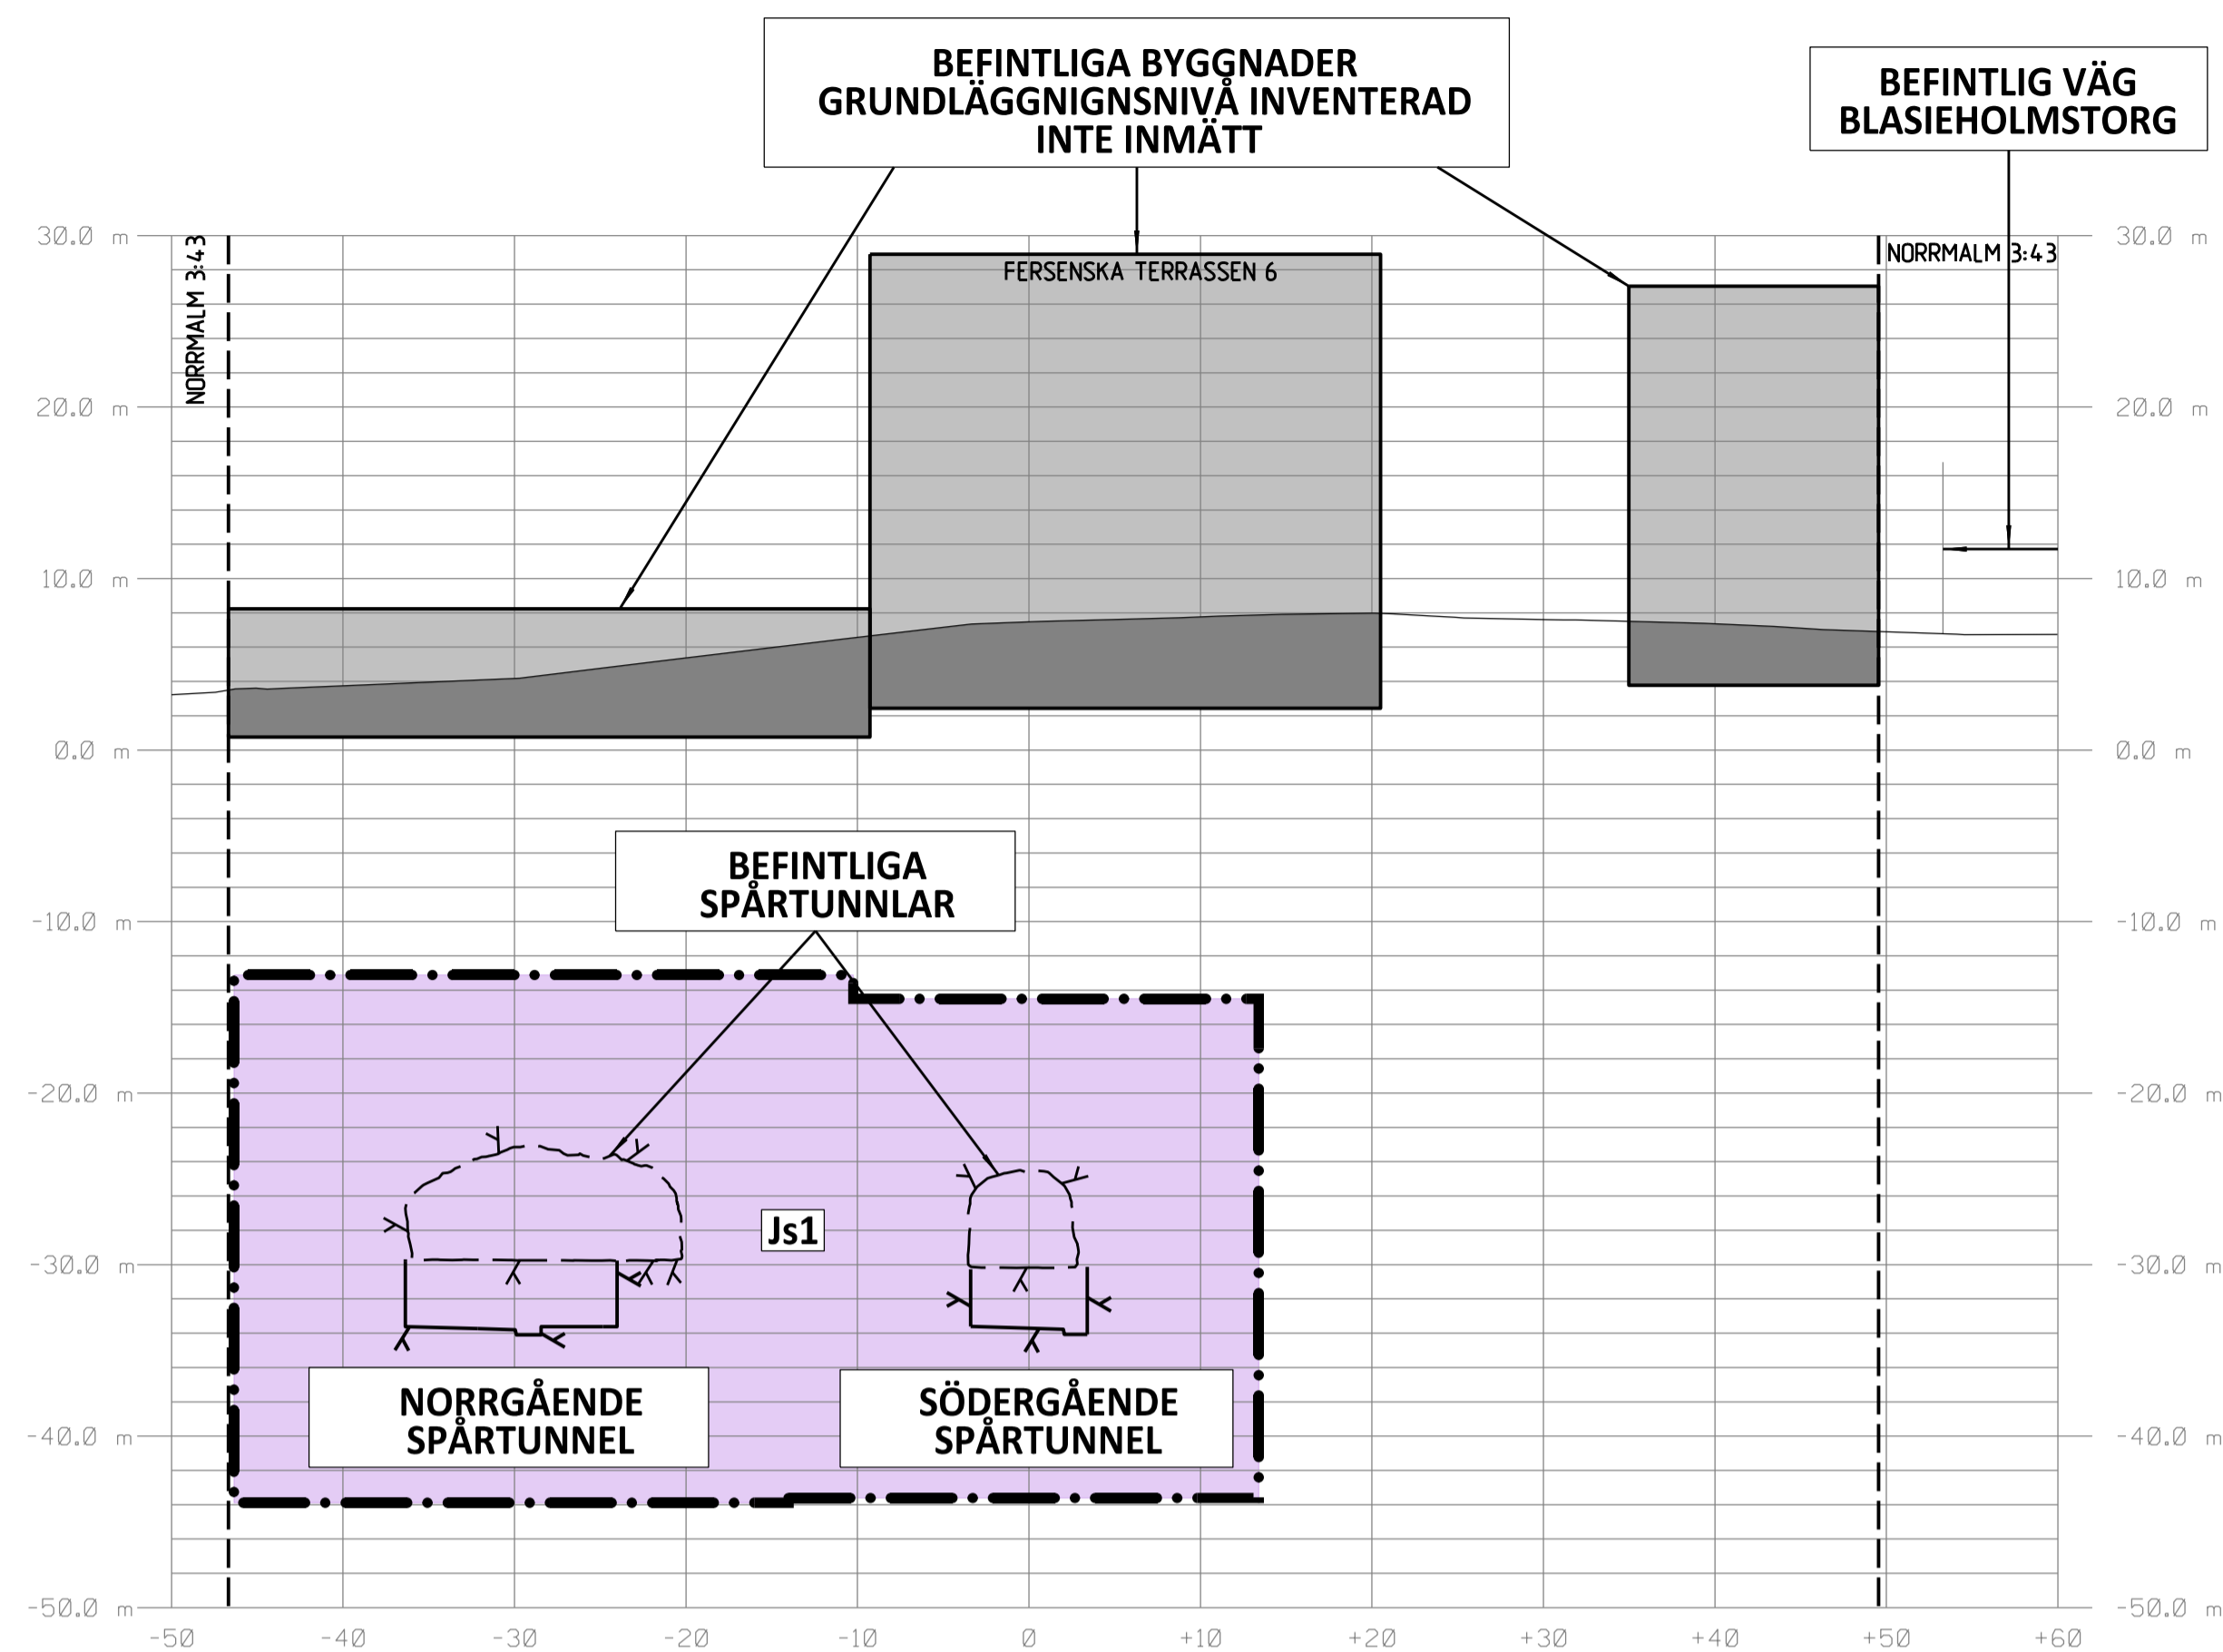 BEFINTLIGA BYGGNADER
GRUNDLÄGGNIGNSNIVÅ INVENTERAD
INTE INMÄTT
BEFINTLIG VÄG
BLASIEHOLMSTORG
30.0 m
30.0 m
NORRMALM 3:43
NORRMALM 3:43
FERSENSKA TERRASSEN 6
20.0 m
20.0 m
10.0 m
10.0 m
0.0 m
0.0 m
BEFINTLIGA
SPÅRTUNNLAR
-10.0 m
-10.0 m
-20.0 m
-20.0 m
Js1
-30.0 m
-30.0 m
NORRGÅENDE
SPÅRTUNNEL
SÖDERGÅENDE
SPÅRTUNNEL
-40.0 m
-40.0 m
-50.0 m
-50.0 m
-50 -40 -30 -20 -10 0 +10 +20 +30 +40 +50 +60